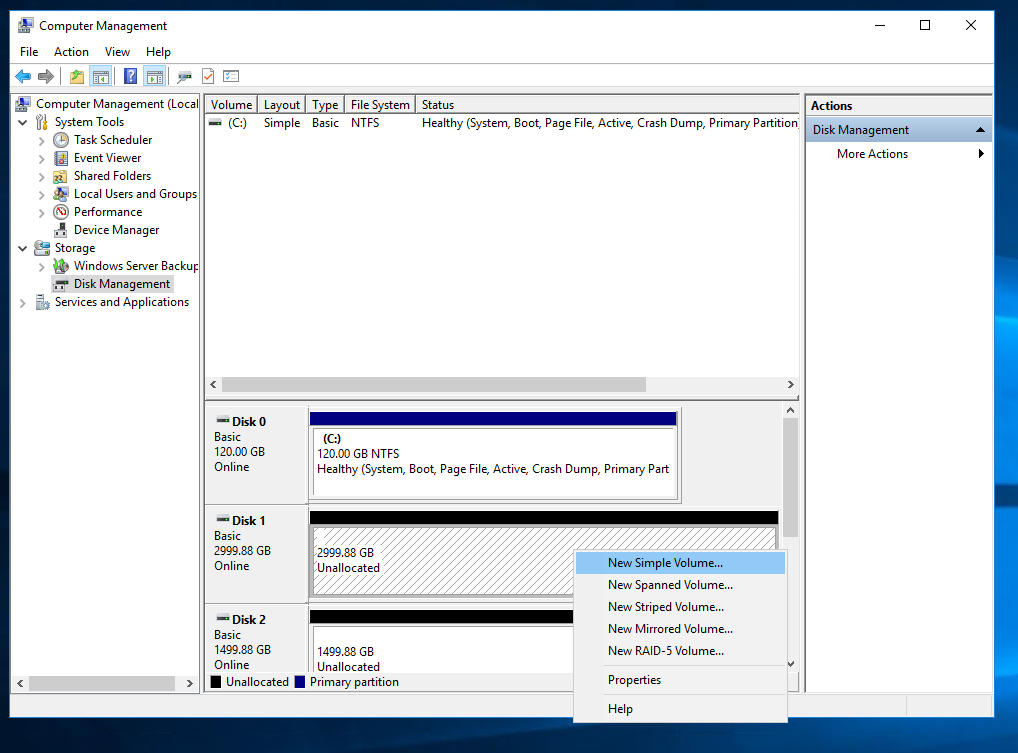 Computer Management
File Action View Help
Computer Management (Local
System Tools
Task Scheduler
Event Viewer
Shared Folders
Local Users and Groups
Performance
Device Manager
Storage
Windows Server Backup
Disk Management
Services and Applications
Volume Layout Type File System Status
(C:) Simple Basic NTFS Healthy (System, Boot, Page File, Active, Crash Dump, Primary Partition)
Disk 0
Basic
120.00 GB
Online
(C:)
120.00 GB NTFS
Healthy (System, Boot, Page File, Active, Crash Dump, Primary Part
Disk 1
Basic
2999.88 GB
Online
2999.88 GB
Unallocated
Disk 2
Basic
1499.88 GB
Online
1499.88 GB
Unallocated
Unallocated Primary partition
New Simple Volume...
New Spanned Volume...
New Striped Volume...
New Mirrored Volume...
New RAID-5 Volume...
Properties
Help
Actions
Disk Management
More Actions